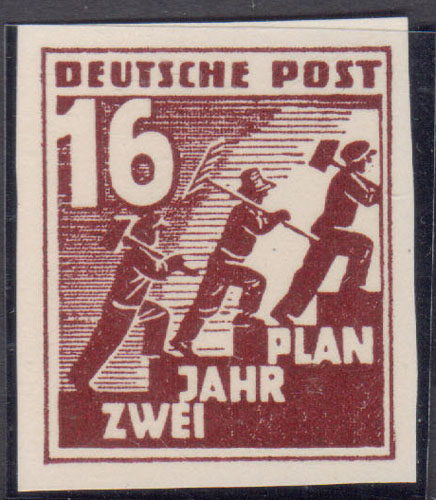 DEUTSCHE POST
16
PLAN
JAHR
ZWEI